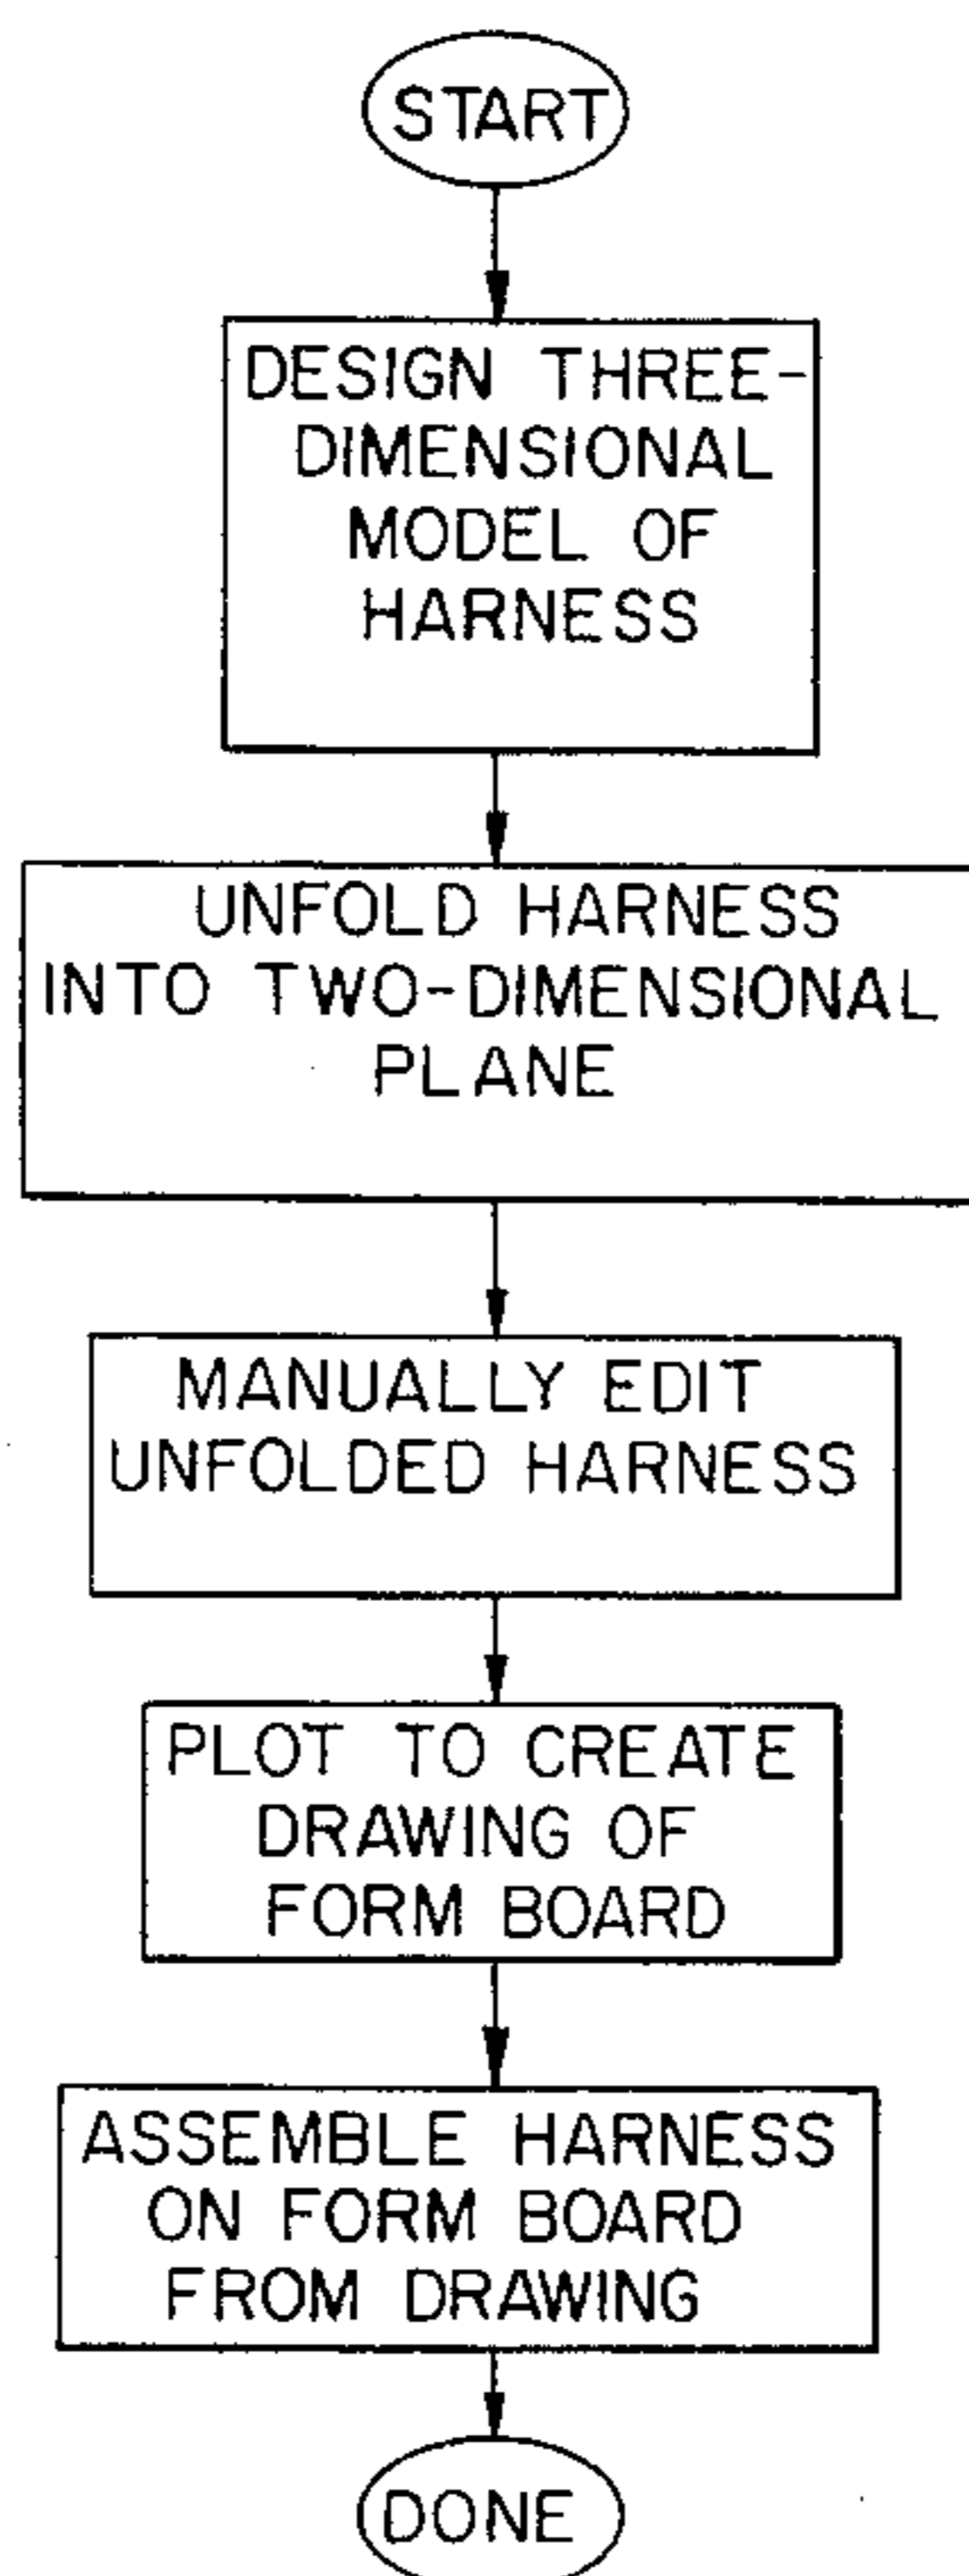 START
DESIGN THREE-
DIMENSIONAL
MODEL OF
HARNESS
UNFOLD HARNESS
INTO TWO-DIMENSIONAL
PLANE
MANUALLY EDIT
UNFOLDED HARNESS
PLOT TO CREATE
DRAWING OF
FORM BOARD
ASSEMBLE HARNESS
ON FORM BOARD
FROM DRAWING
DONE